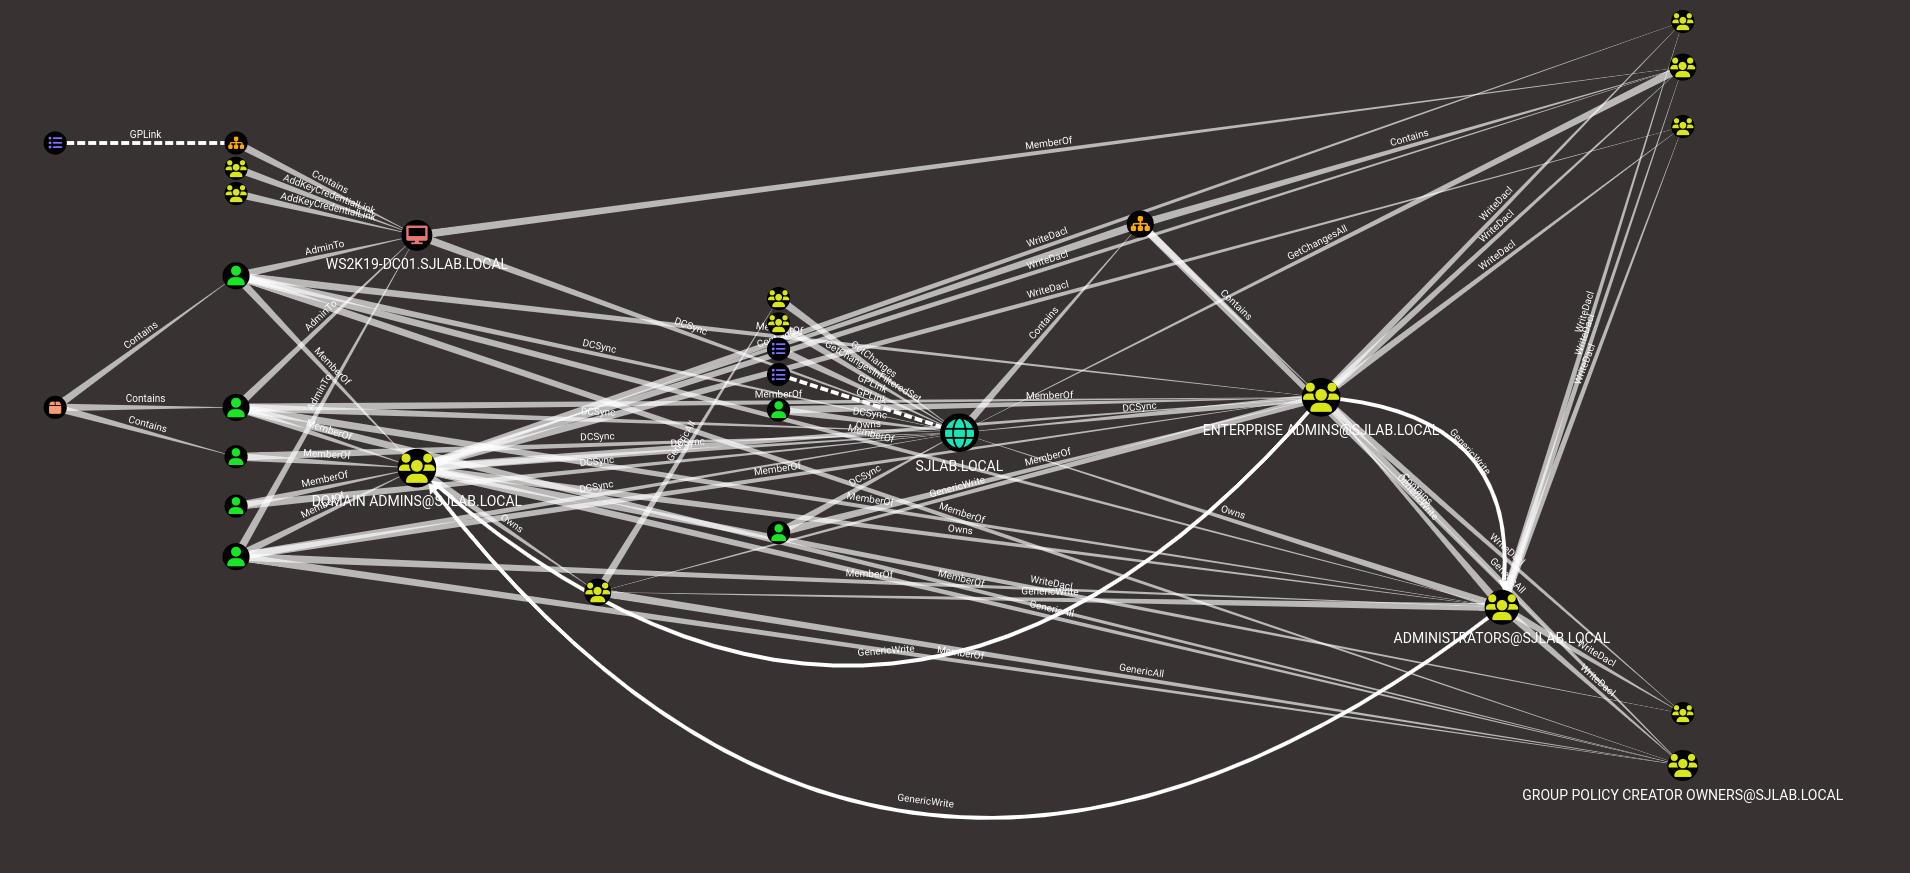 GPLink
Contains
AddKeyCredentialLink
AddKeyCredentialLink
MemberOf
Contains
AdminTo
WS2K19-DC01.SJLAB.LOCAL
WriteDacl
WriteDacl
WriteDacl
GetChangesAll
WriteDacl
WriteDacl
WriteDacl
Contains
Contains
AdminTo
Contains
DCSync
DCSync
GetChanges
GetChangesInFilteredSet
GPLink
GPLink
WriteDacl
WriteDacl
WriteDacl
MemberOf
AdminTo
Contains
Contains
MemberOf
MemberOf
DCSync
DCSync
Owns
MemberOf
DCSync
MemberOf
DCSync
DCSync
ENTERPRISE ADMINS@SJLAB.LOCAL
GenericWrite
MemberOf
MemberOf
DCSync
MemberOf
DCSync
MemberOf
SJLAB.LOCAL
MemberOf
DCSync
GenericWrite
Contains
DOMAIN ADMINS@SJLAB.LOCAL
MemberOf
MemberOf
Owns
Owns
Owns
MemberOf
MemberOf
WriteDacl
GenericWrite
GenericAll
ADMINISTRATORS@SJLAB.LOCAL
GenericWrite
MemberOf
GenericAll
WriteDacl
WriteDacl
GROUP POLICY CREATOR OWNERS@SJLAB.LOCAL
GenericWrite